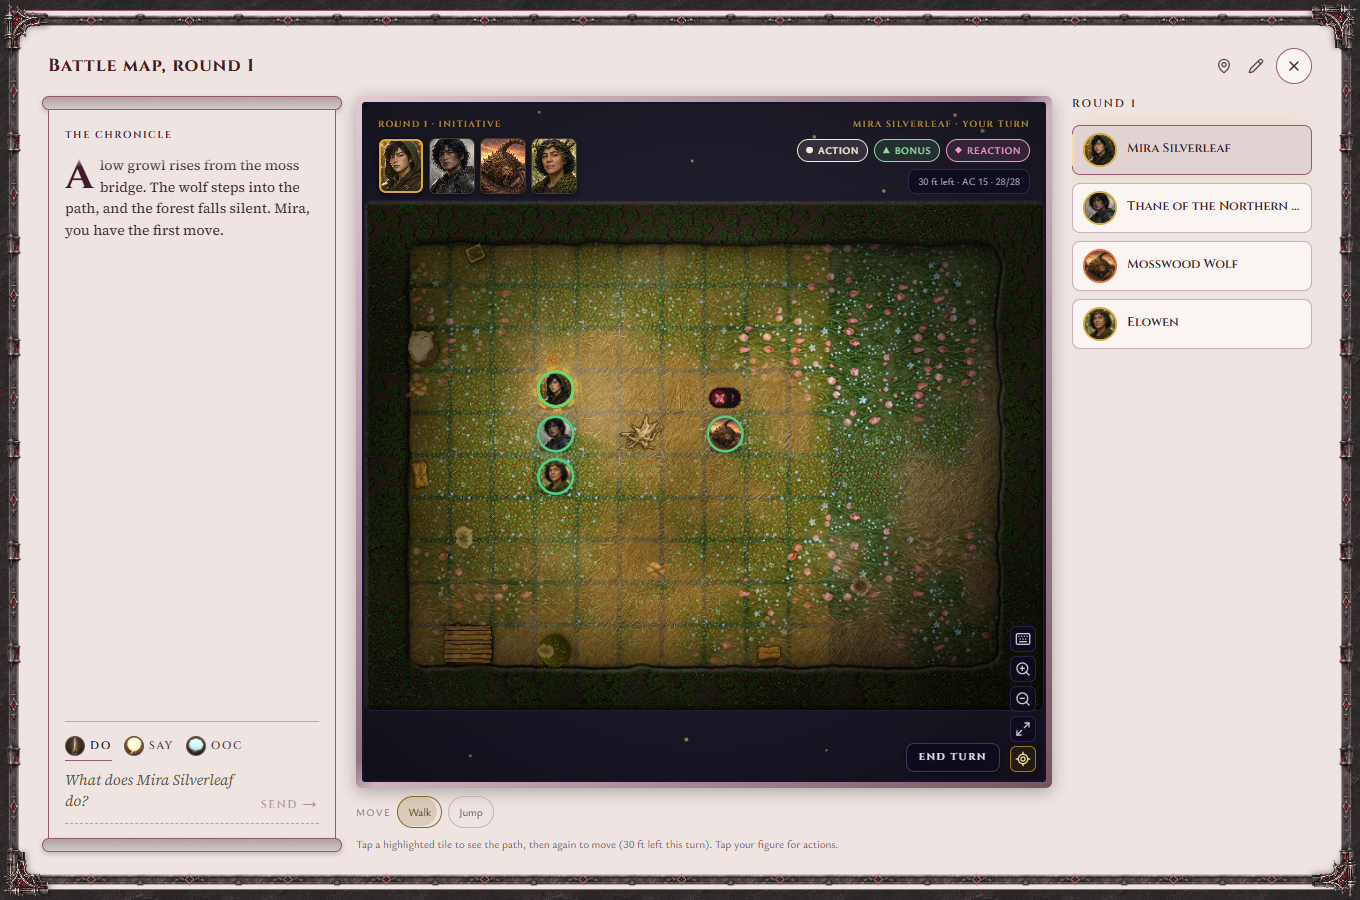 Battle map, round 1
THE CHRONICLE
A low growl rises from the moss
bridge. The wolf steps into the
path, and the forest falls silent. Mira,
you have the first move.
DO
SAY
OOC
What does Mira Silverleaf
do?
SEND →
ROUND 1 · INITIATIVE
MIRA SILVERLEAF · YOUR TURN
ACTION
BONUS
REACTION
30 ft left · AC 15 · 28/28
END TURN
MOVE
Walk
Jump
Tap a highlighted tile to see the path, then again to move (30 ft left this turn). Tap your figure for actions.
ROUND 1
Mira Silverleaf
Thane of the Northern ...
Mosswood Wolf
Elowen